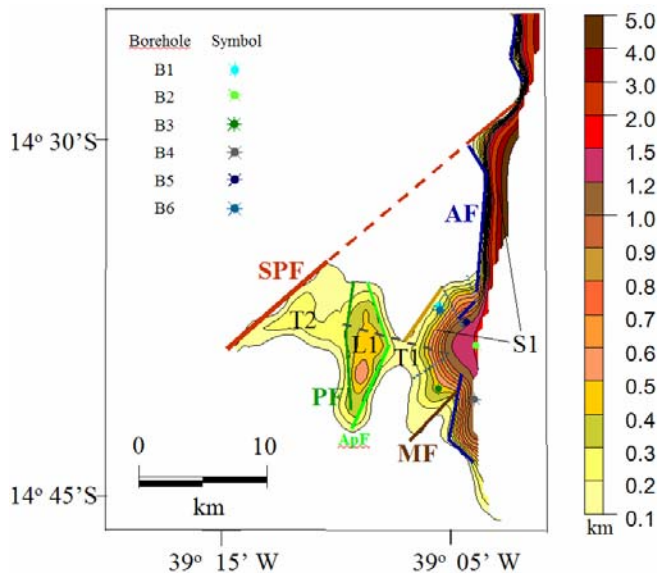 Borehole Symbol
B1
B2
B3
B4
B5
B6
14° 30'S
14° 45'S
39° 15' W
39° 05' W
SPF
AF
T2
L1
T1
S1
PF
ApF
MF
0 10
km
5.0
4.0
3.0
2.0
1.5
1.2
1.0
0.9
0.8
0.7
0.6
0.5
0.4
0.3
0.2
0.1
km